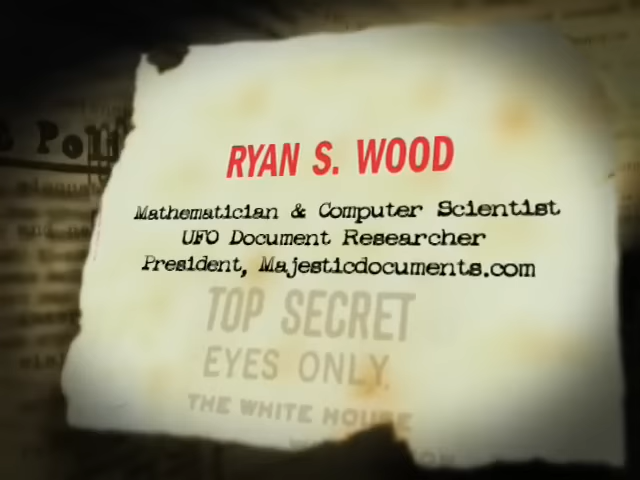 RYAN S. WOOD
Mathematician & Computer Scientist
UFO Document Researcher
President, Majesticdocuments.com
TOP SECRET
EYES ONLY
THE WHITE HOUSE